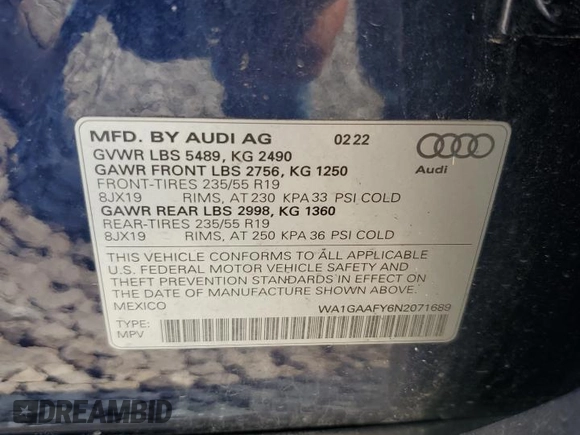 MFD. BY AUDI AG 02 22
GVWR LBS 5489, KG 2490
GAWR FRONT LBS 2756, KG 1250
FRONT-TIRES 235/55 R19
8JX19 RIMS, AT 230 KPA 33 PSI COLD
GAWR REAR LBS 2998, KG 1360
REAR-TIRES 235/55 R19
8JX19 RIMS, AT 250 KPA 36 PSI COLD
Audi
THIS VEHICLE CONFORMS TO ALL APPLICABLE
U.S. FEDERAL MOTOR VEHICLE SAFETY AND
THEFT PREVENTION STANDARDS IN EFFECT ON
THE DATE OF MANUFACTURE SHOWN ABOVE.
MEXICO WA1GAAFY6N2071689
TYPE:
MPV
DREAMBID